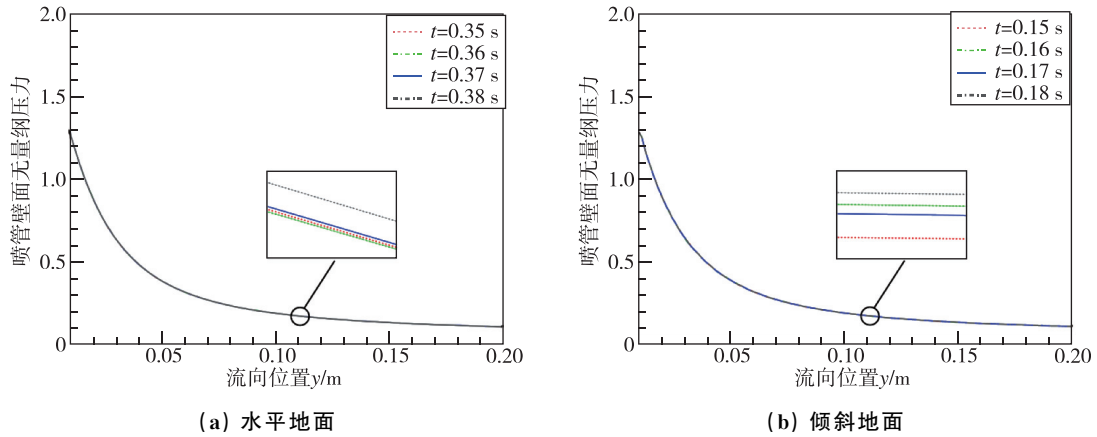 2.0
1.5
1.0
0.5
0
喷管壁面无量纲压力
t=0.35 s
t=0.36 s
t=0.37 s
t=0.38 s
0.05
0.10
0.15
0.20
流向位置y/m
(a) 水平地面
2.0
1.5
1.0
0.5
0
喷管壁面无量纲压力
t=0.15 s
t=0.16 s
t=0.17 s
t=0.18 s
0.05
0.10
0.15
0.20
流向位置y/m
(b) 倾斜地面